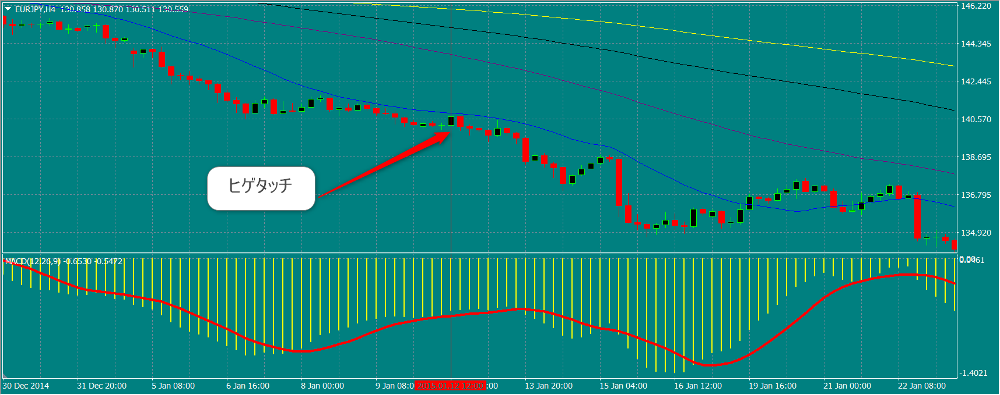 EURJPY,H4 130.858 130.870 130.511 130.559
146.220
144.345
142.445
140.570
138.695
136.795
134.920
ヒゲタッチ
MACD(12,26,9) -0.6530 -0.5472
0.0461
-1.4021
30 Dec 2014 31 Dec 20:00 5 Jan 08:00 6 Jan 16:00 8 Jan 00:00 9 Jan 08:0 2015.01.12 12:00 :00 13 Jan 20:00 15 Jan 04:00 16 Jan 12:00 19 Jan 16:00 21 Jan 00:00 22 Jan 08:00